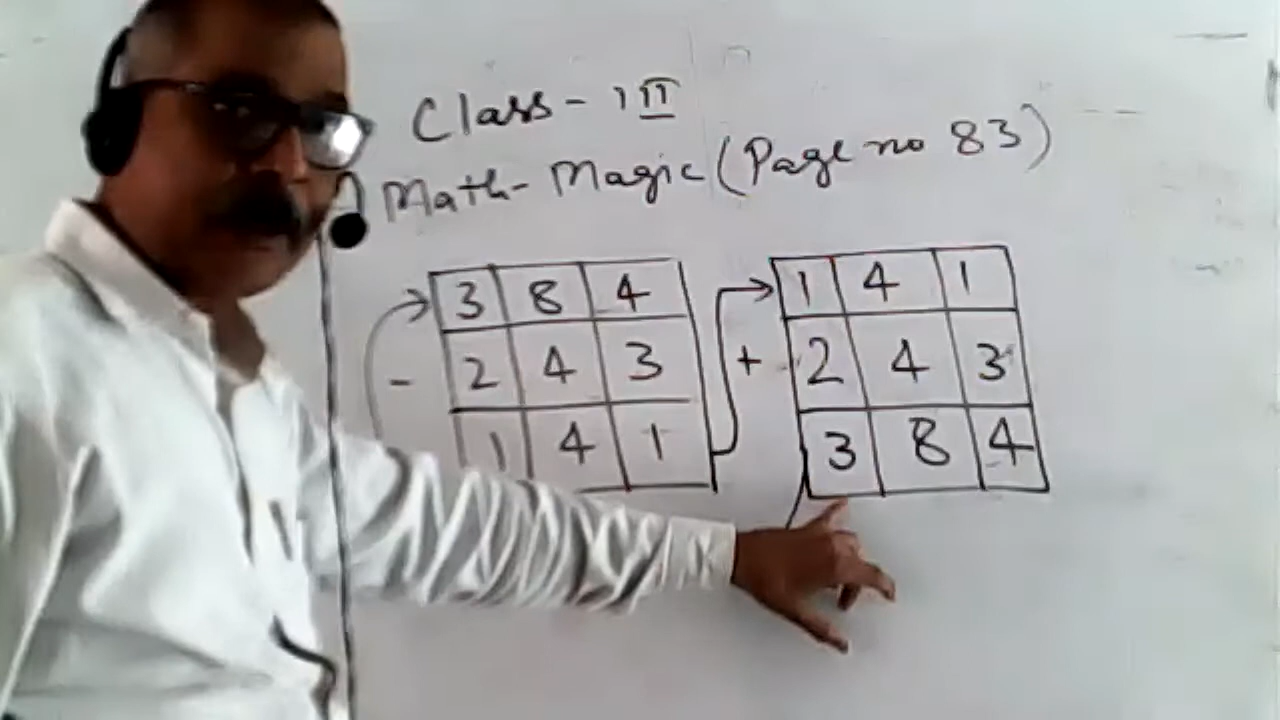 Class - III
Math-Magic (Page no 83)
3 8 4
- 2 4 3
1 4 1
1 4 1
+ 2 4 3
3 8 4